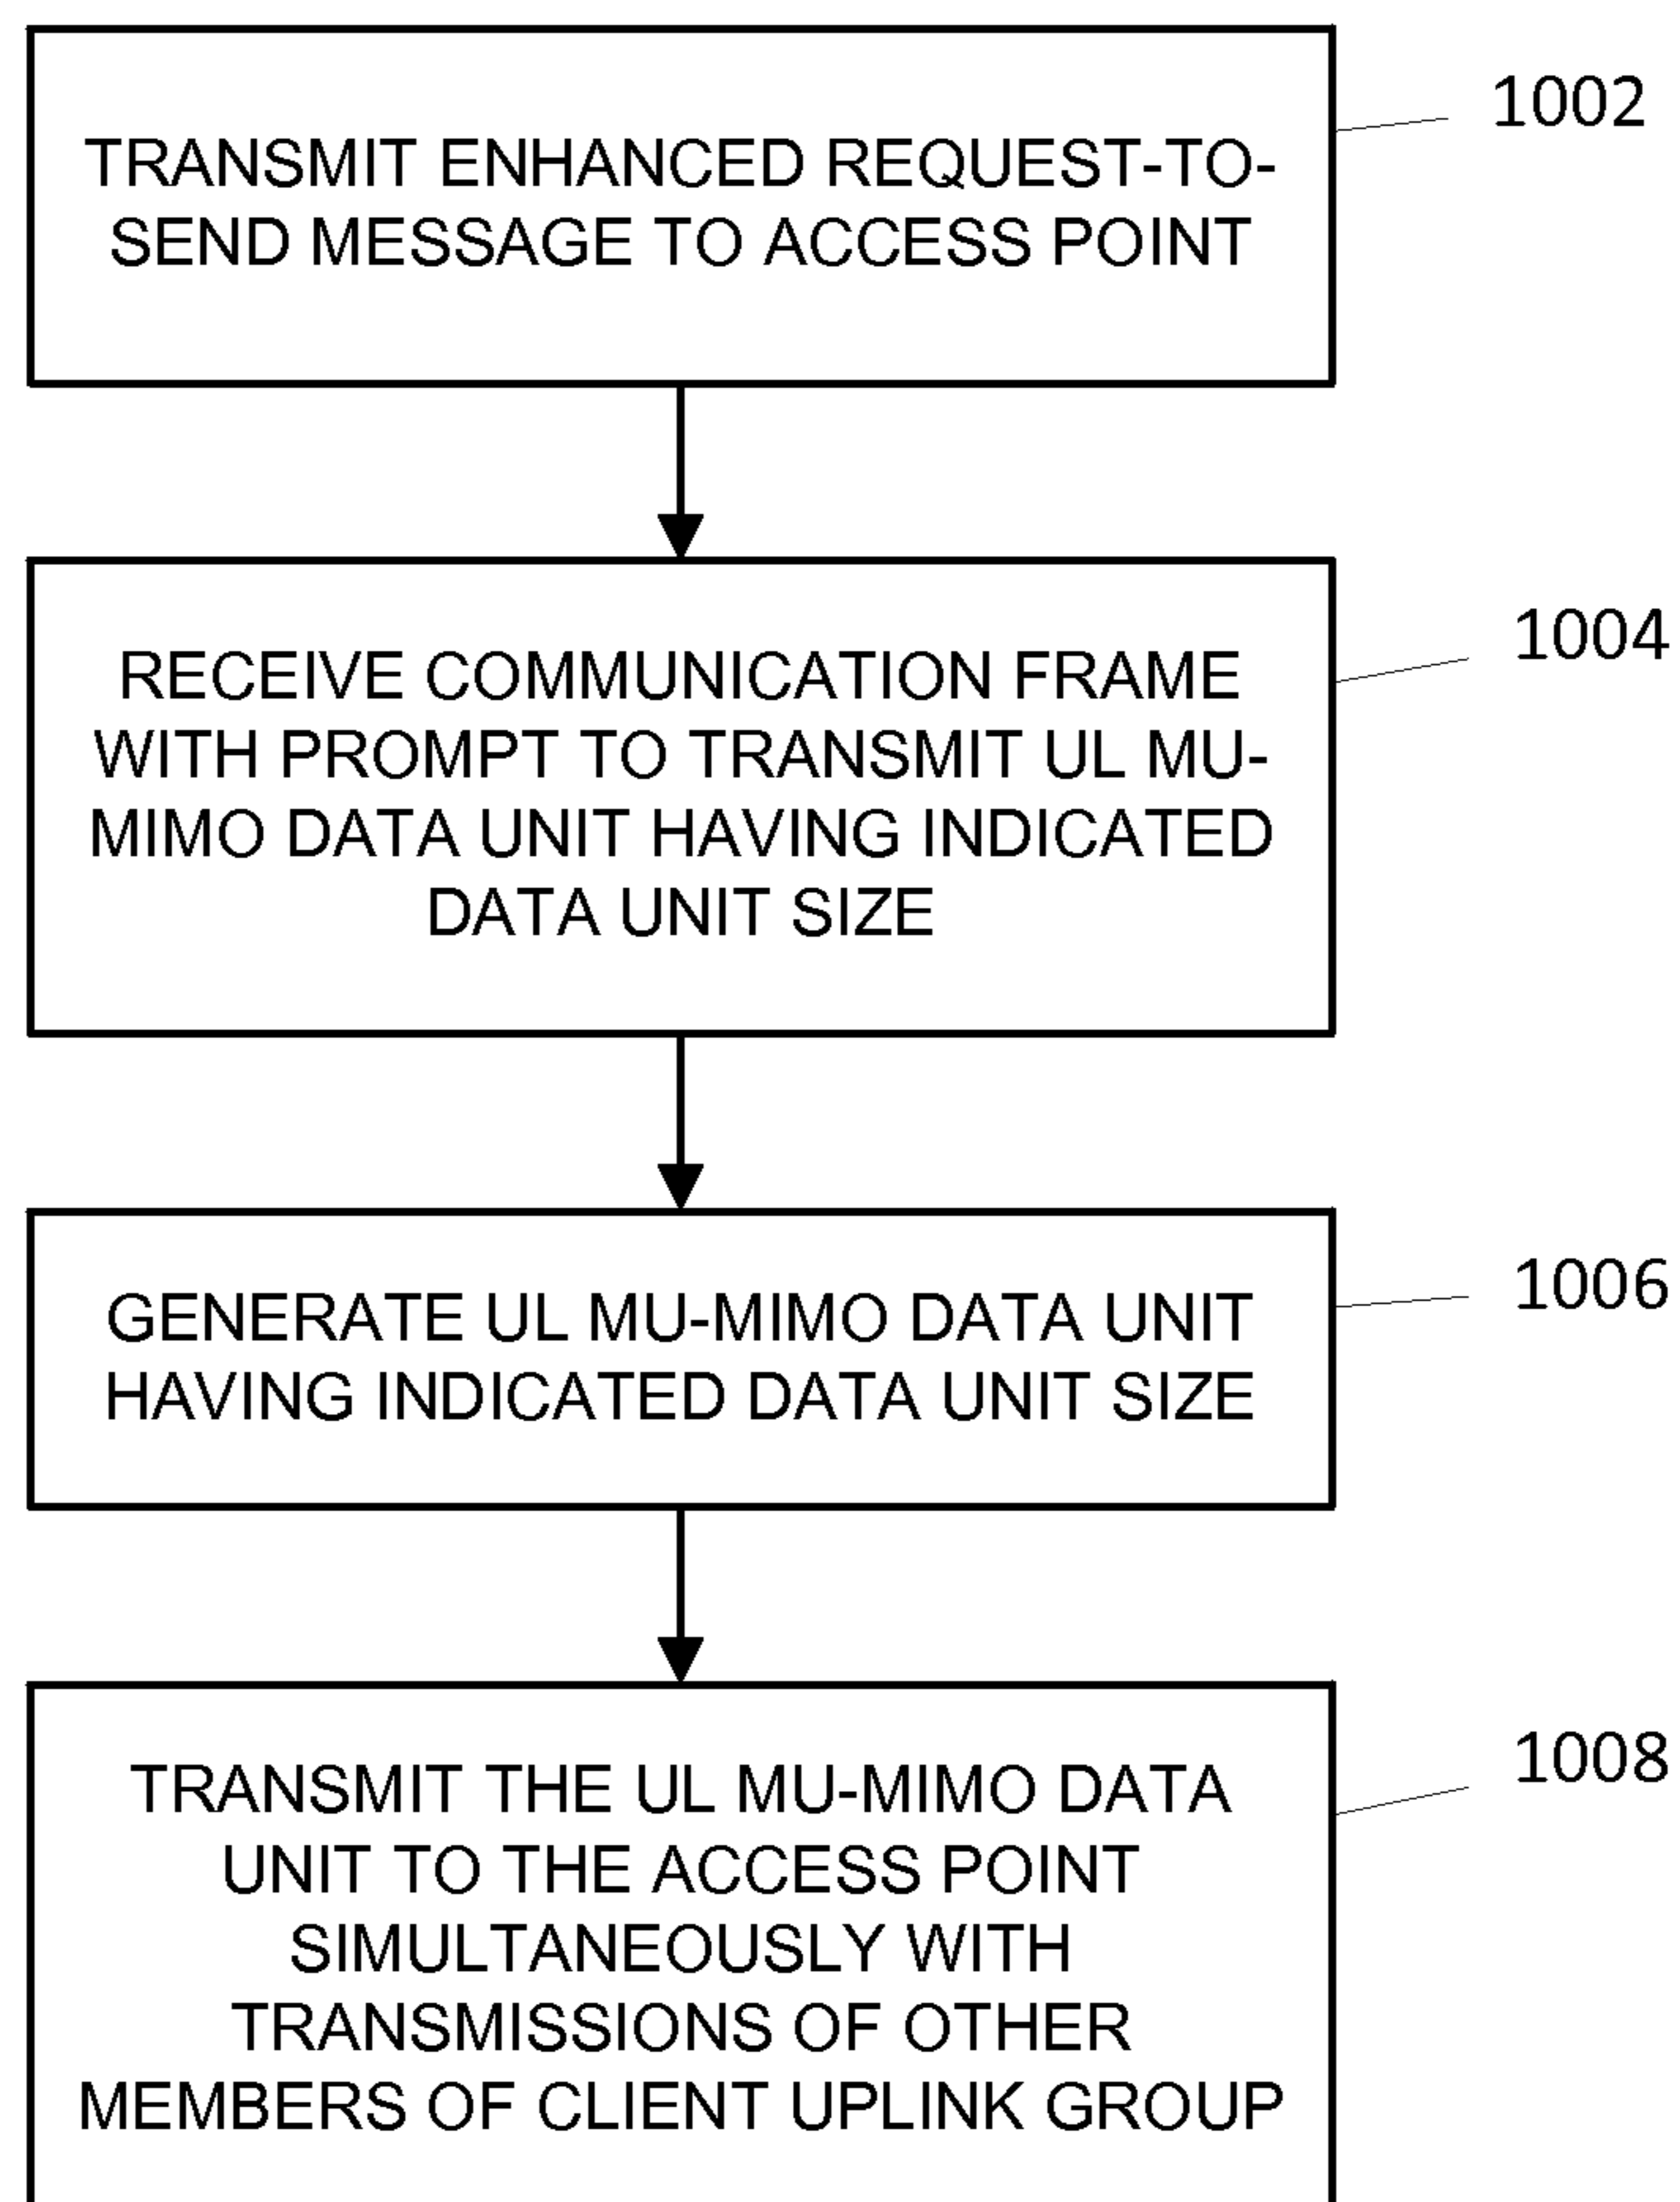 TRANSMIT ENHANCED REQUEST-TO-
SEND MESSAGE TO ACCESS POINT
1002
RECEIVE COMMUNICATION FRAME
WITH PROMPT TO TRANSMIT UL MU-
MIMO DATA UNIT HAVING INDICATED
DATA UNIT SIZE
1004
GENERATE UL MU-MIMO DATA UNIT
HAVING INDICATED DATA UNIT SIZE
1006
TRANSMIT THE UL MU-MIMO DATA
UNIT TO THE ACCESS POINT
SIMULTANEOUSLY WITH
TRANSMISSIONS OF OTHER
MEMBERS OF CLIENT UPLINK GROUP
1008